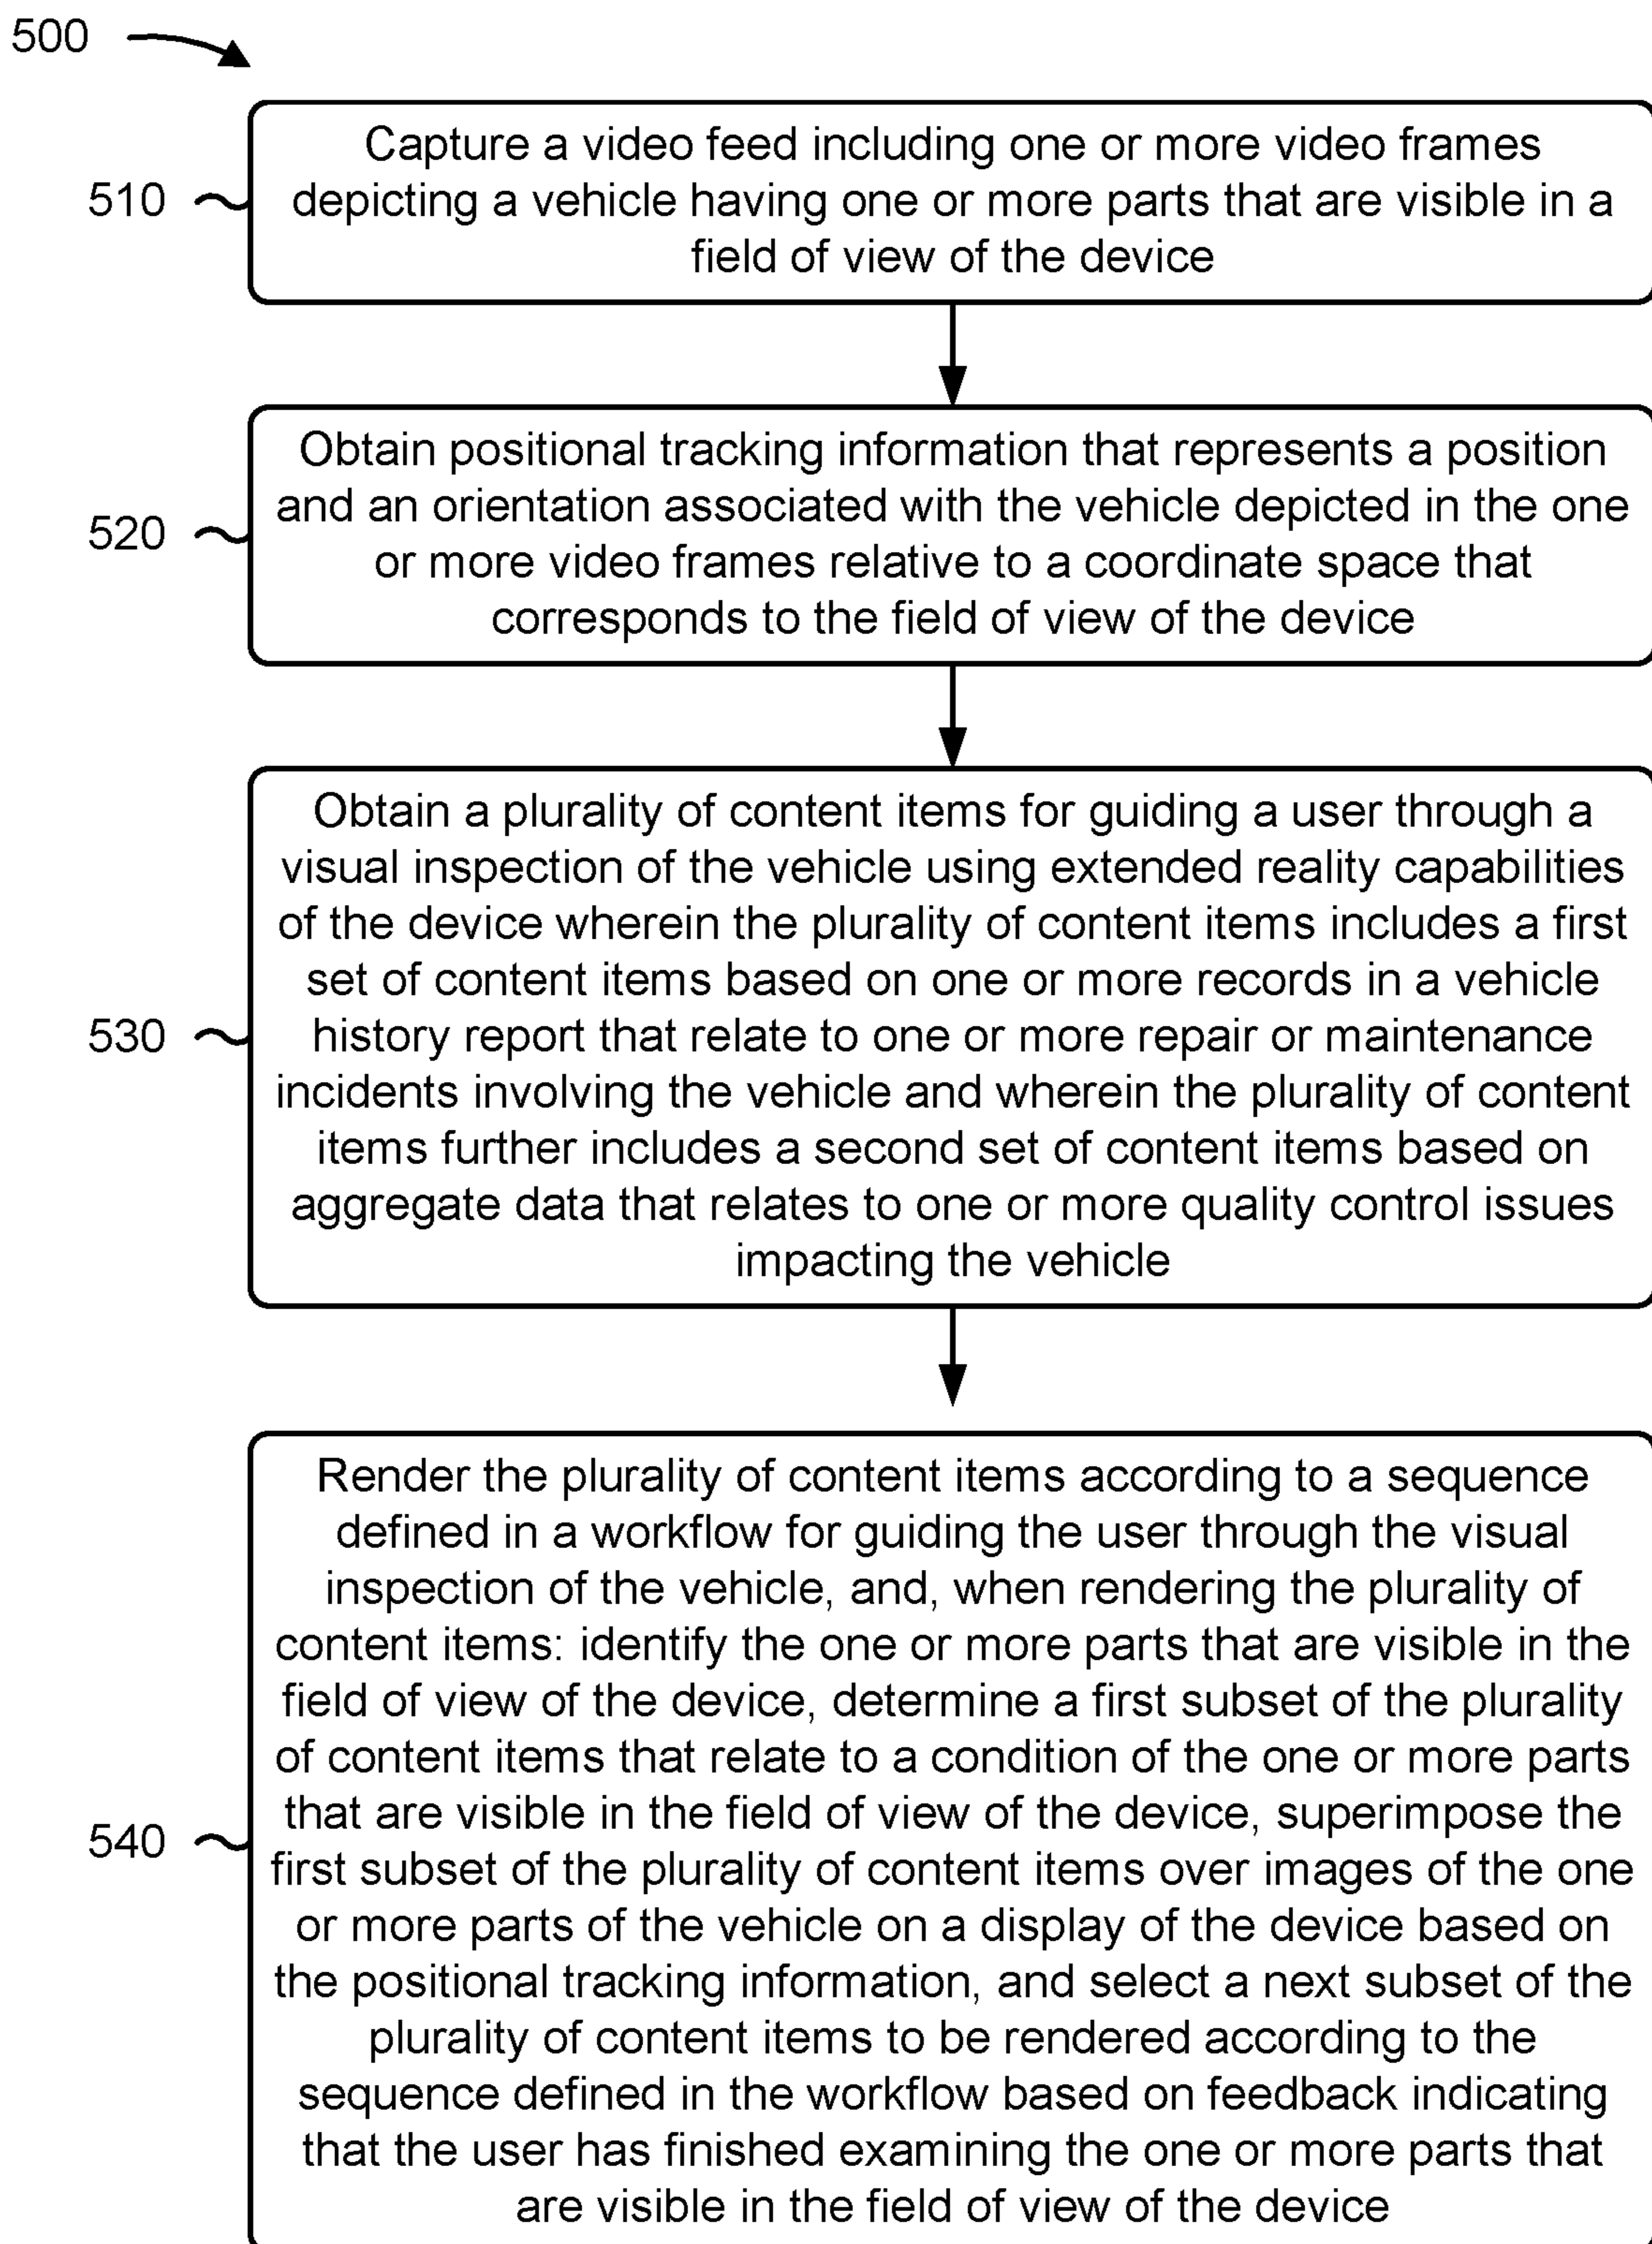 500
Capture a video feed including one or more video frames
depicting a vehicle having one or more parts that are visible in a
field of view of the device
510
Obtain positional tracking information that represents a position
and an orientation associated with the vehicle depicted in the one
or more video frames relative to a coordinate space that
corresponds to the field of view of the device
520
Obtain a plurality of content items for guiding a user through a
visual inspection of the vehicle using extended reality capabilities
of the device wherein the plurality of content items includes a first
set of content items based on one or more records in a vehicle
history report that relate to one or more repair or maintenance
incidents involving the vehicle and wherein the plurality of content
items further includes a second set of content items based on
aggregate data that relates to one or more quality control issues
impacting the vehicle
530
Render the plurality of content items according to a sequence
defined in a workflow for guiding the user through the visual
inspection of the vehicle, and, when rendering the plurality of
content items: identify the one or more parts that are visible in the
field of view of the device, determine a first subset of the plurality
of content items that relate to a condition of the one or more parts
that are visible in the field of view of the device, superimpose the
first subset of the plurality of content items over images of the one
or more parts of the vehicle on a display of the device based on
the positional tracking information, and select a next subset of the
plurality of content items to be rendered according to the
sequence defined in the workflow based on feedback indicating
that the user has finished examining the one or more parts that
are visible in the field of view of the device
540